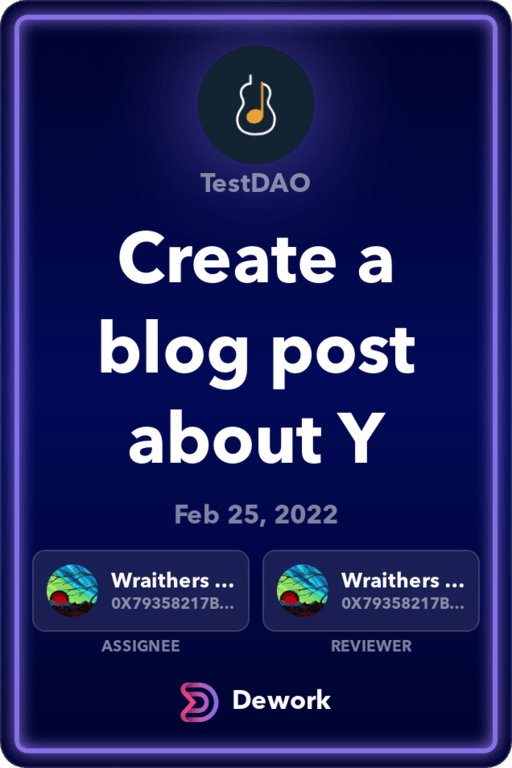 TestDAO
Create a
blog post
about Y
Feb 25, 2022
Wraithers ...
0X79358217B...
Wraithers ...
0X79358217B...
ASSIGNEE
REVIEWER
Dework